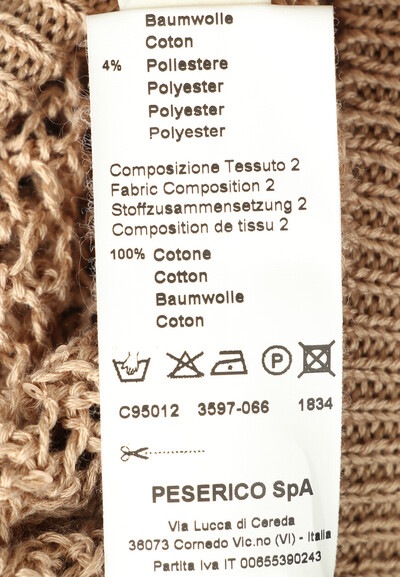 Baumwolle
Coton
4% Poliestere
Polyester
Polyester
Polyester
Composizione Tessuto 2
Fabric Composition 2
Stoffzusammensetzung 2
Composition de tissu 2
100% Cotone
Cotton
Baumwolle
Coton
P
C95012 3597-066 1834
PESERICO SpA
Via Lucca di Cereda
36073 Cornedo Vic.no (VI) - Italia
Partita Iva IT 00655390243